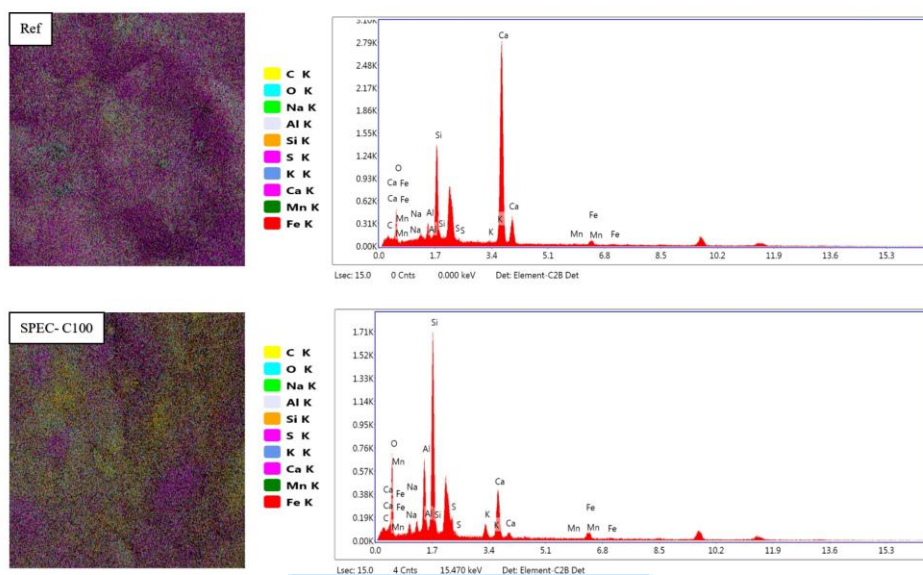 Ref
C K
O K
Na K
Al K
Si K
S K
K K
Ca K
Mn K
Fe K
2.79K
2.48K
2.17K
1.86K
1.55K
1.24K
0.93K
0.62K
0.31K
0.00K
Ca
Si
O
Ca Fe
Ca Fe
Mn Na Al Ca Fe
C Mn Na Al Si S S K K Mn Mn Fe
0.0 1.7 3.4 5.1 6.8 8.5 10.2 11.9 13.6 15.3
Lsec: 15.0 0 Cnts 0.000 keV Det: Element-C2B Det
SPEC- C100
C K
O K
Na K
Al K
Si K
S K
K K
Ca K
Mn K
Fe K
1.71K
1.52K
1.33K
1.14K
0.95K
0.76K
0.57K
0.38K
0.19K
0.00K
Si
O Al
Mn
Ca Na Ca
Ca Fe S Fe
Ca Fe Na Al Si K
C Mn S K Ca Mn Mn Fe
0.0 1.7 3.4 5.1 6.8 8.5 10.2 11.9 13.6 15.3
Lsec: 15.0 4 Cnts 15.470 keV Det: Element-C2B Det